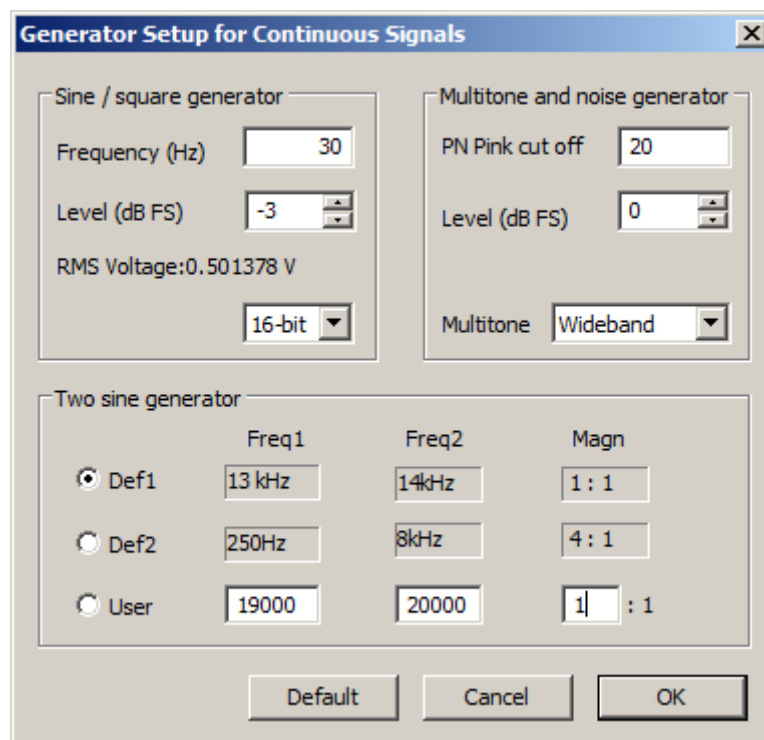 Generator Setup for Continuous Signals
Sine / square generator
Frequency (Hz) 30
Level (dB FS) -3
RMS Voltage:0.501378 V
16-bit
Multitone and noise generator
PN Pink cut off 20
Level (dB FS) 0
Multitone Wideband
Two sine generator
Freq1 Freq2 Magn
Def1 13 kHz 14kHz 1 : 1
Def2 250Hz 8kHz 4 : 1
User 19000 20000 1 : 1
Default Cancel OK